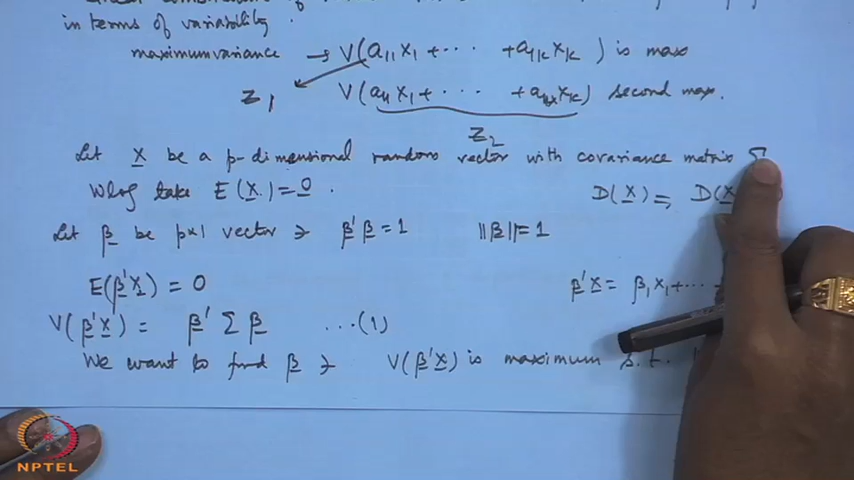 in terms of variability.
maximum variance → V(a₁₁x₁ + ··· + a₁ₖxₖ) is max
z₁ V(a₂₁x₁ + ··· + a₂ₖxₖ) second max.
z₂
Let x be a p-dimensional random vector with covariance matrix Σ
Wlog take E(x) = 0. D(x) = D(x
Let β be p×1 vector ∋ β'β = 1 ||β|| = 1
E(β'x) = 0 β'x = β₁x₁ + ···
V(β'x) = β' Σ β ...(1)
We want to find β ∋ V(β'x) is maximum s.t.
NPTEL